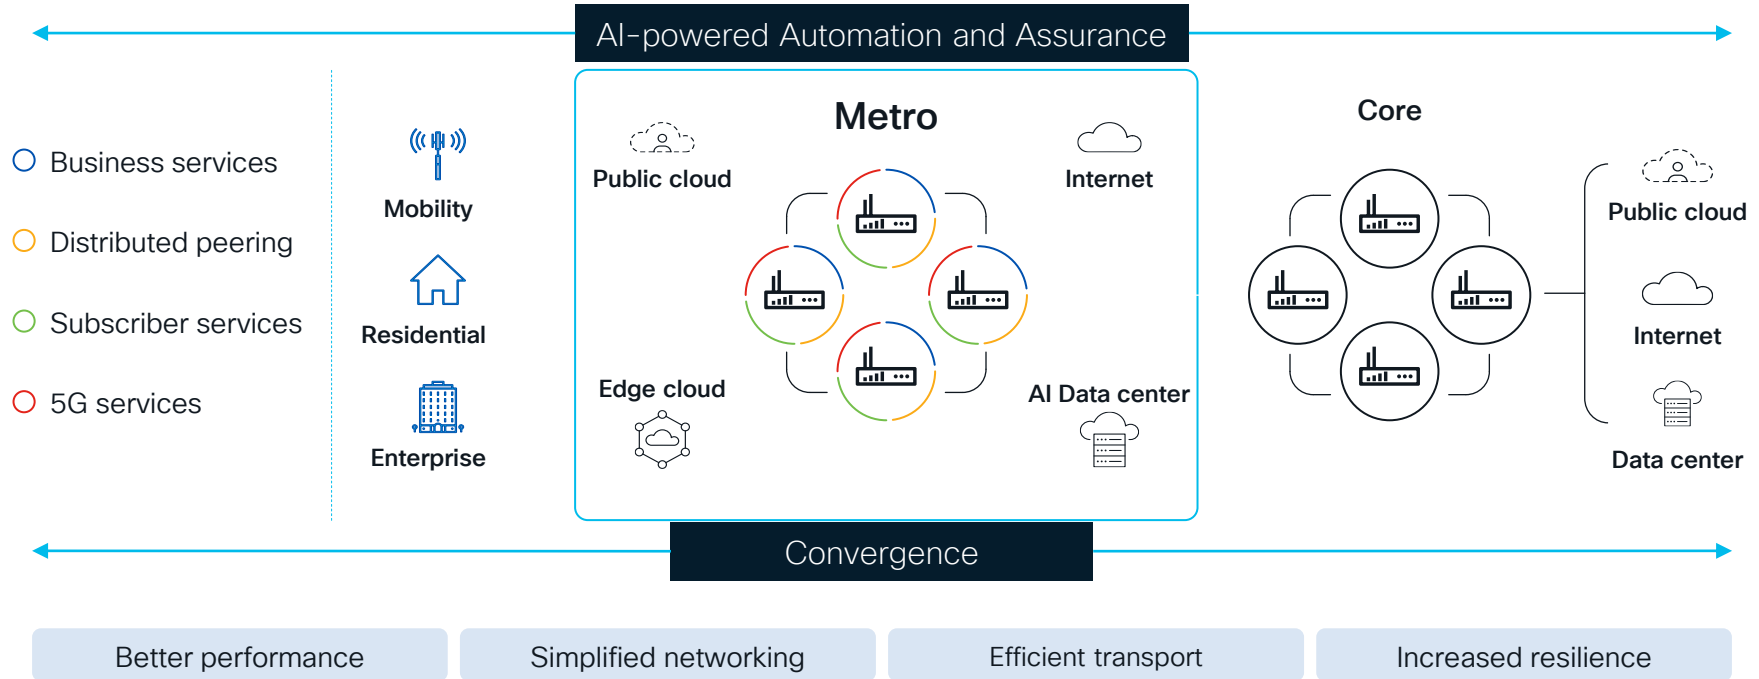 AI-powered Automation and Assurance
Business services
Distributed peering
Subscriber services
5G services
Mobility
Residential
Enterprise
Metro
Public cloud
Internet
Edge cloud
AI Data center
Core
Public cloud
Internet
Data center
Convergence
Better performance
Simplified networking
Efficient transport
Increased resilience